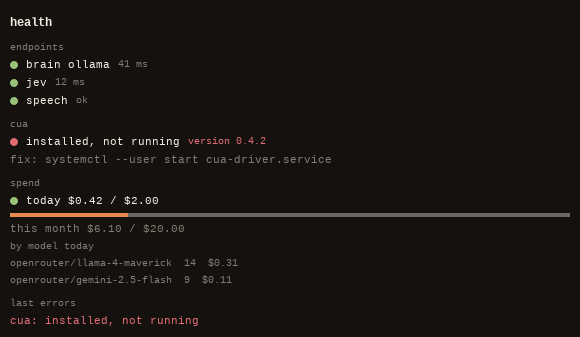 health
endpoints
brain ollama 41 ms
jev 12 ms
speech ok
cua
installed, not running version 0.4.2
fix: systemctl --user start cua-driver.service
spend
today $0.42 / $2.00
this month $6.10 / $20.00
by model today
openrouter/llama-4-maverick 14 $0.31
openrouter/gemini-2.5-flash 9 $0.11
last errors
cua: installed, not running